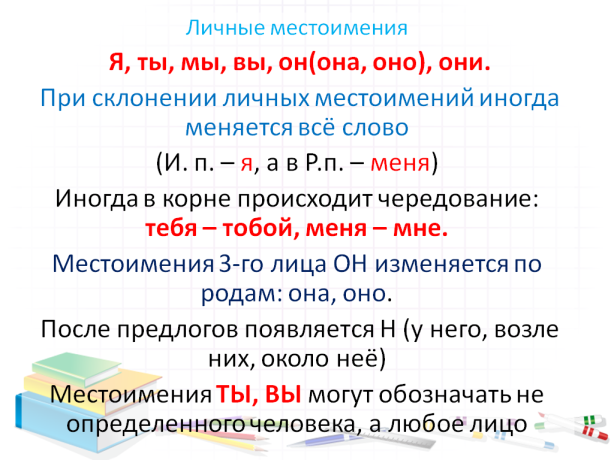 Личные местоимения
Я, ты, мы, вы, он(она, оно), они.
При склонении личных местоимений иногда
меняется всё слово
(И. п. – я, а в Р.п. – меня)
Иногда в корне происходит чередование:
тебя – тобой, меня – мне.
Местоимения 3-го лица ОН изменяется по
родам: она, оно.
После предлогов появляется Н (у него, возле
них, около неё)
Местоимения ТЫ, ВЫ могут обозначать не
определенного человека, а любое лицо